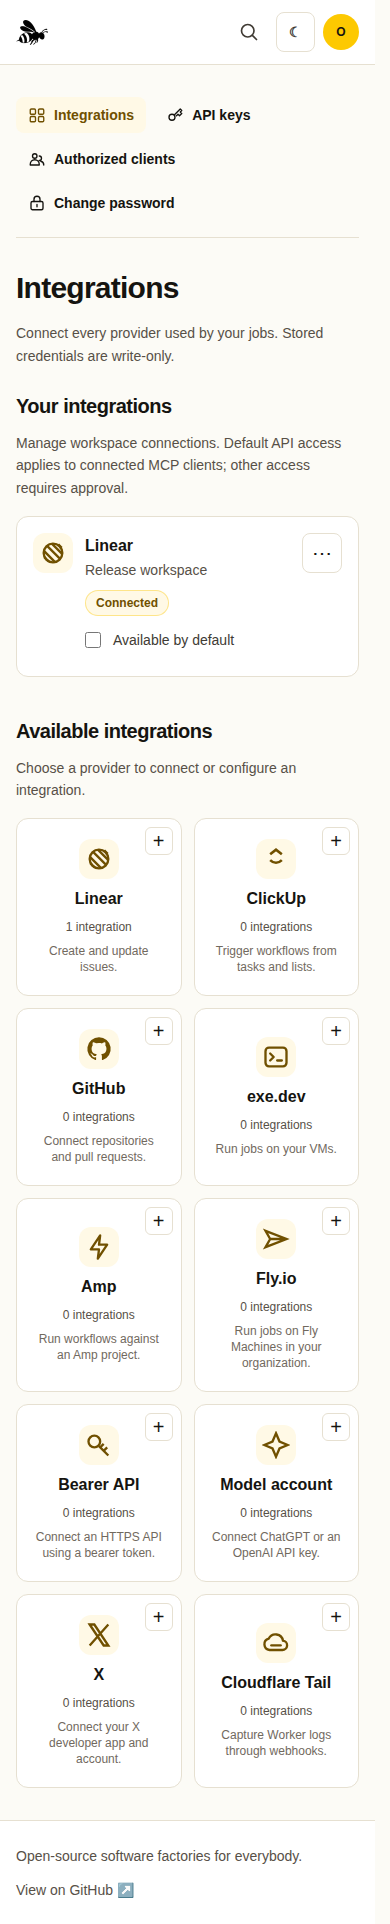 O
Integrations
API keys
Authorized clients
Change password
Integrations
Connect every provider used by your jobs. Stored
credentials are write-only.
Your integrations
Manage workspace connections. Default API access
applies to connected MCP clients; other access
requires approval.
Linear
Release workspace
Connected
Available by default
Available integrations
Choose a provider to connect or configure an
integration.
Linear
1 integration
Create and update
issues.
ClickUp
0 integrations
Trigger workflows from
tasks and lists.
GitHub
0 integrations
Connect repositories
and pull requests.
exe.dev
0 integrations
Run jobs on your VMs.
Amp
0 integrations
Run workflows against
an Amp project.
Fly.io
0 integrations
Run jobs on Fly
Machines in your
organization.
Bearer API
0 integrations
Connect an HTTPS API
using a bearer token.
Model account
0 integrations
Connect ChatGPT or an
OpenAI API key.
X
0 integrations
Connect your X
developer app and
account.
Cloudflare Tail
0 integrations
Capture Worker logs
through webhooks.
Open-source software factories for everybody.
View on GitHub ↗